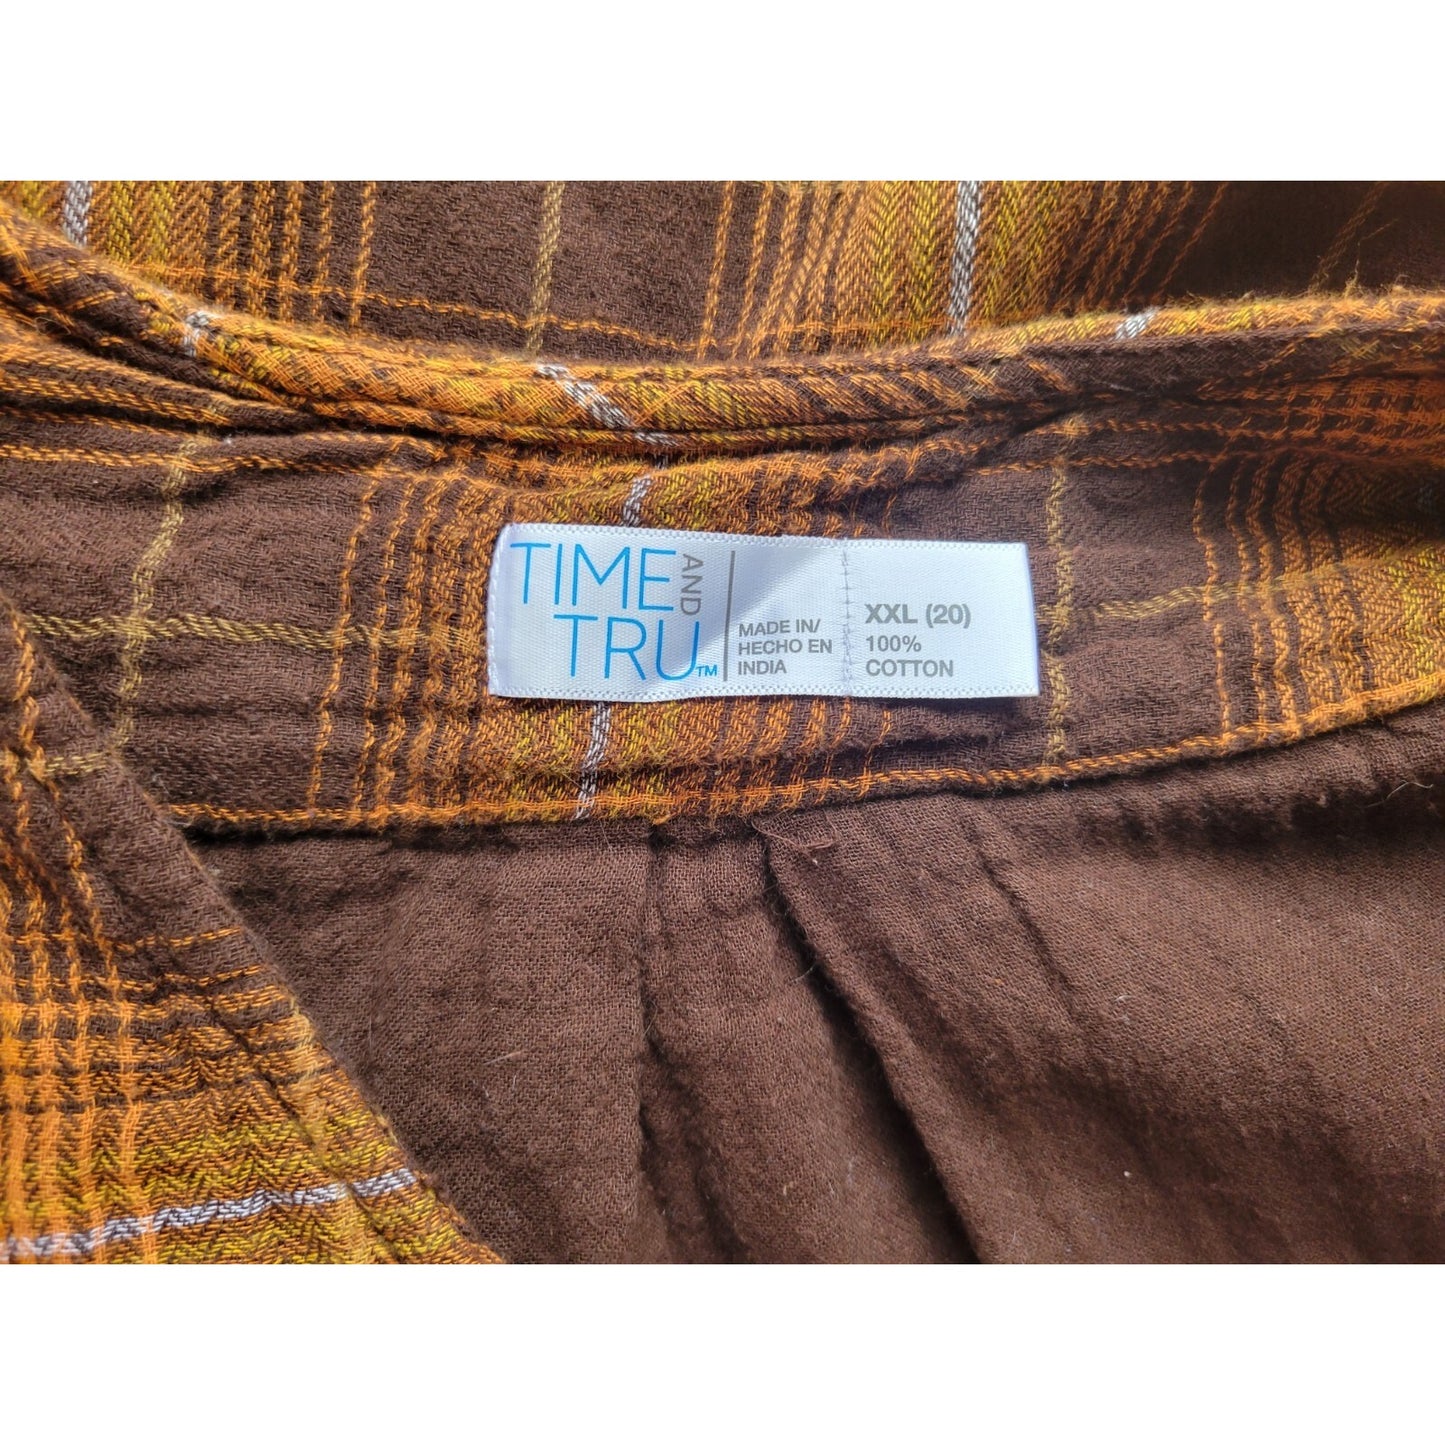 TIME AND
TRU™
MADE IN/
HECHO EN
INDIA
XXL (20)
100%
COTTON